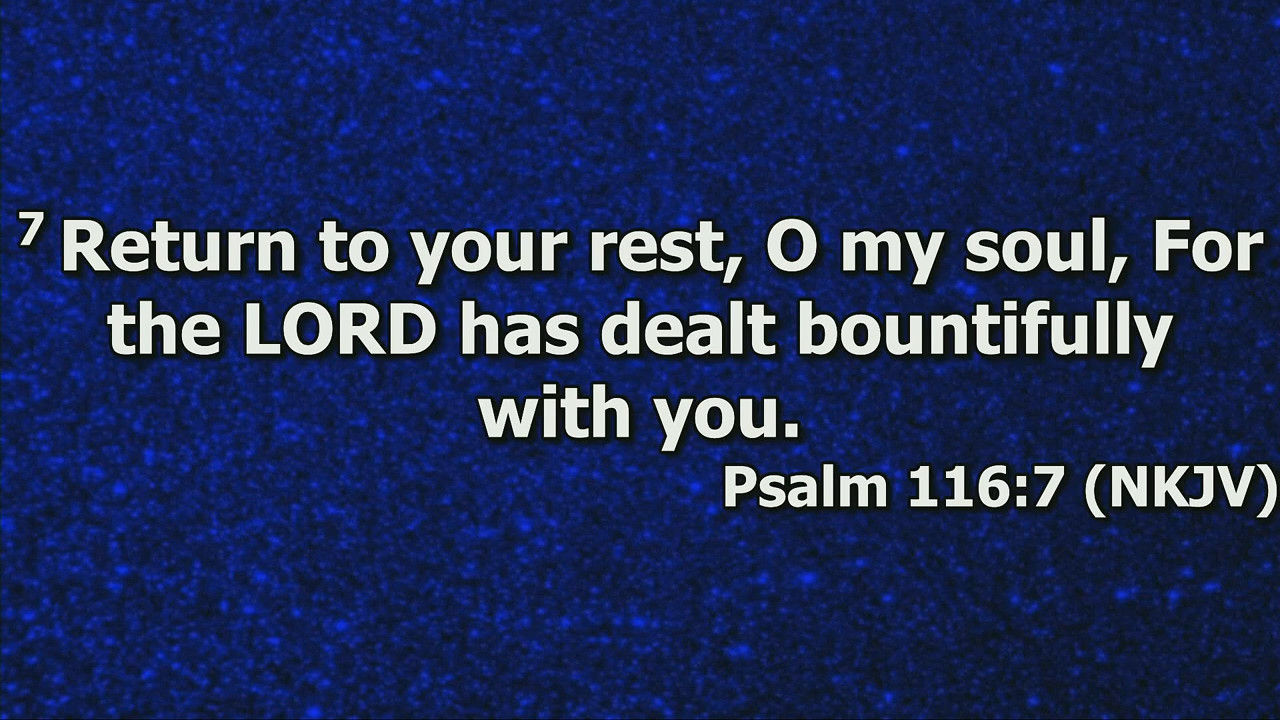 7 Return to your rest, O my soul, For
the LORD has dealt bountifully
with you.
Psalm 116:7 (NKJV)